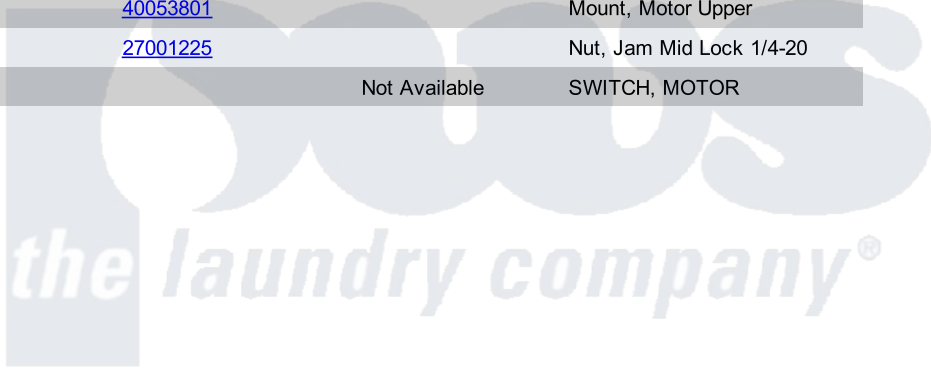 40053801 Mount, Motor Upper
27001225 Nut, Jam Mid Lock 1/4-20
Not Available SWITCH, MOTOR
pws
the laundry company®